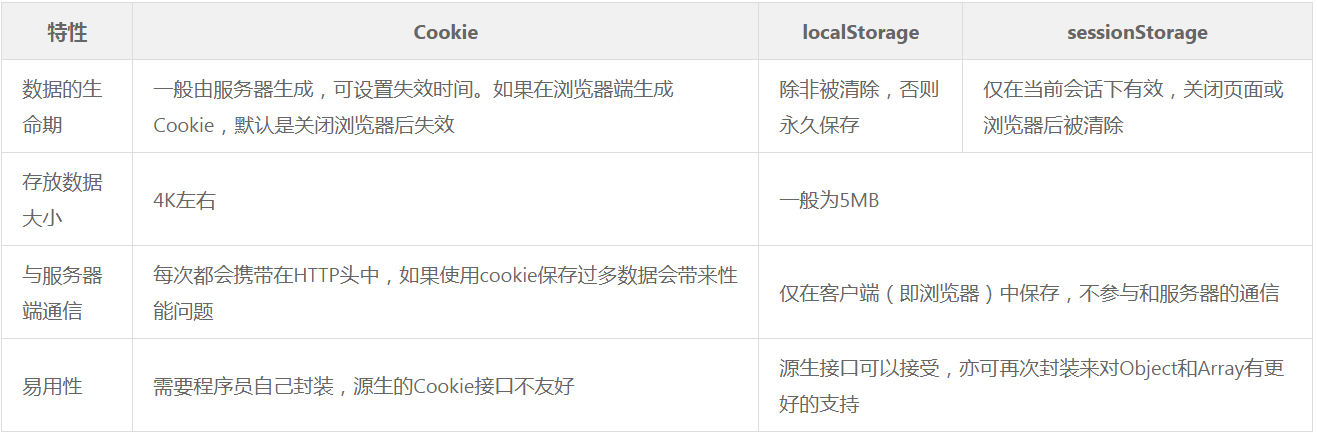 特性
Cookie
localStorage
sessionStorage
数据的生
命期
一般由服务器生成，可设置失效时间。如果在浏览器端生成
Cookie，默认是关闭浏览器后失效
除非被清除，否则
永久保存
仅在当前会话下有效，关闭页面或
浏览器后被清除
存放数据
大小
4K左右
一般为5MB
与服务器
端通信
每次都会携带在HTTP头中，如果使用cookie保存过多数据会带来性
能问题
仅在客户端（即浏览器）中保存，不参与和服务器的通信
易用性
需要程序员自己封装，源生的Cookie接口不友好
源生接口可以接受，亦可再次封装来对Object和Array有更
好的支持